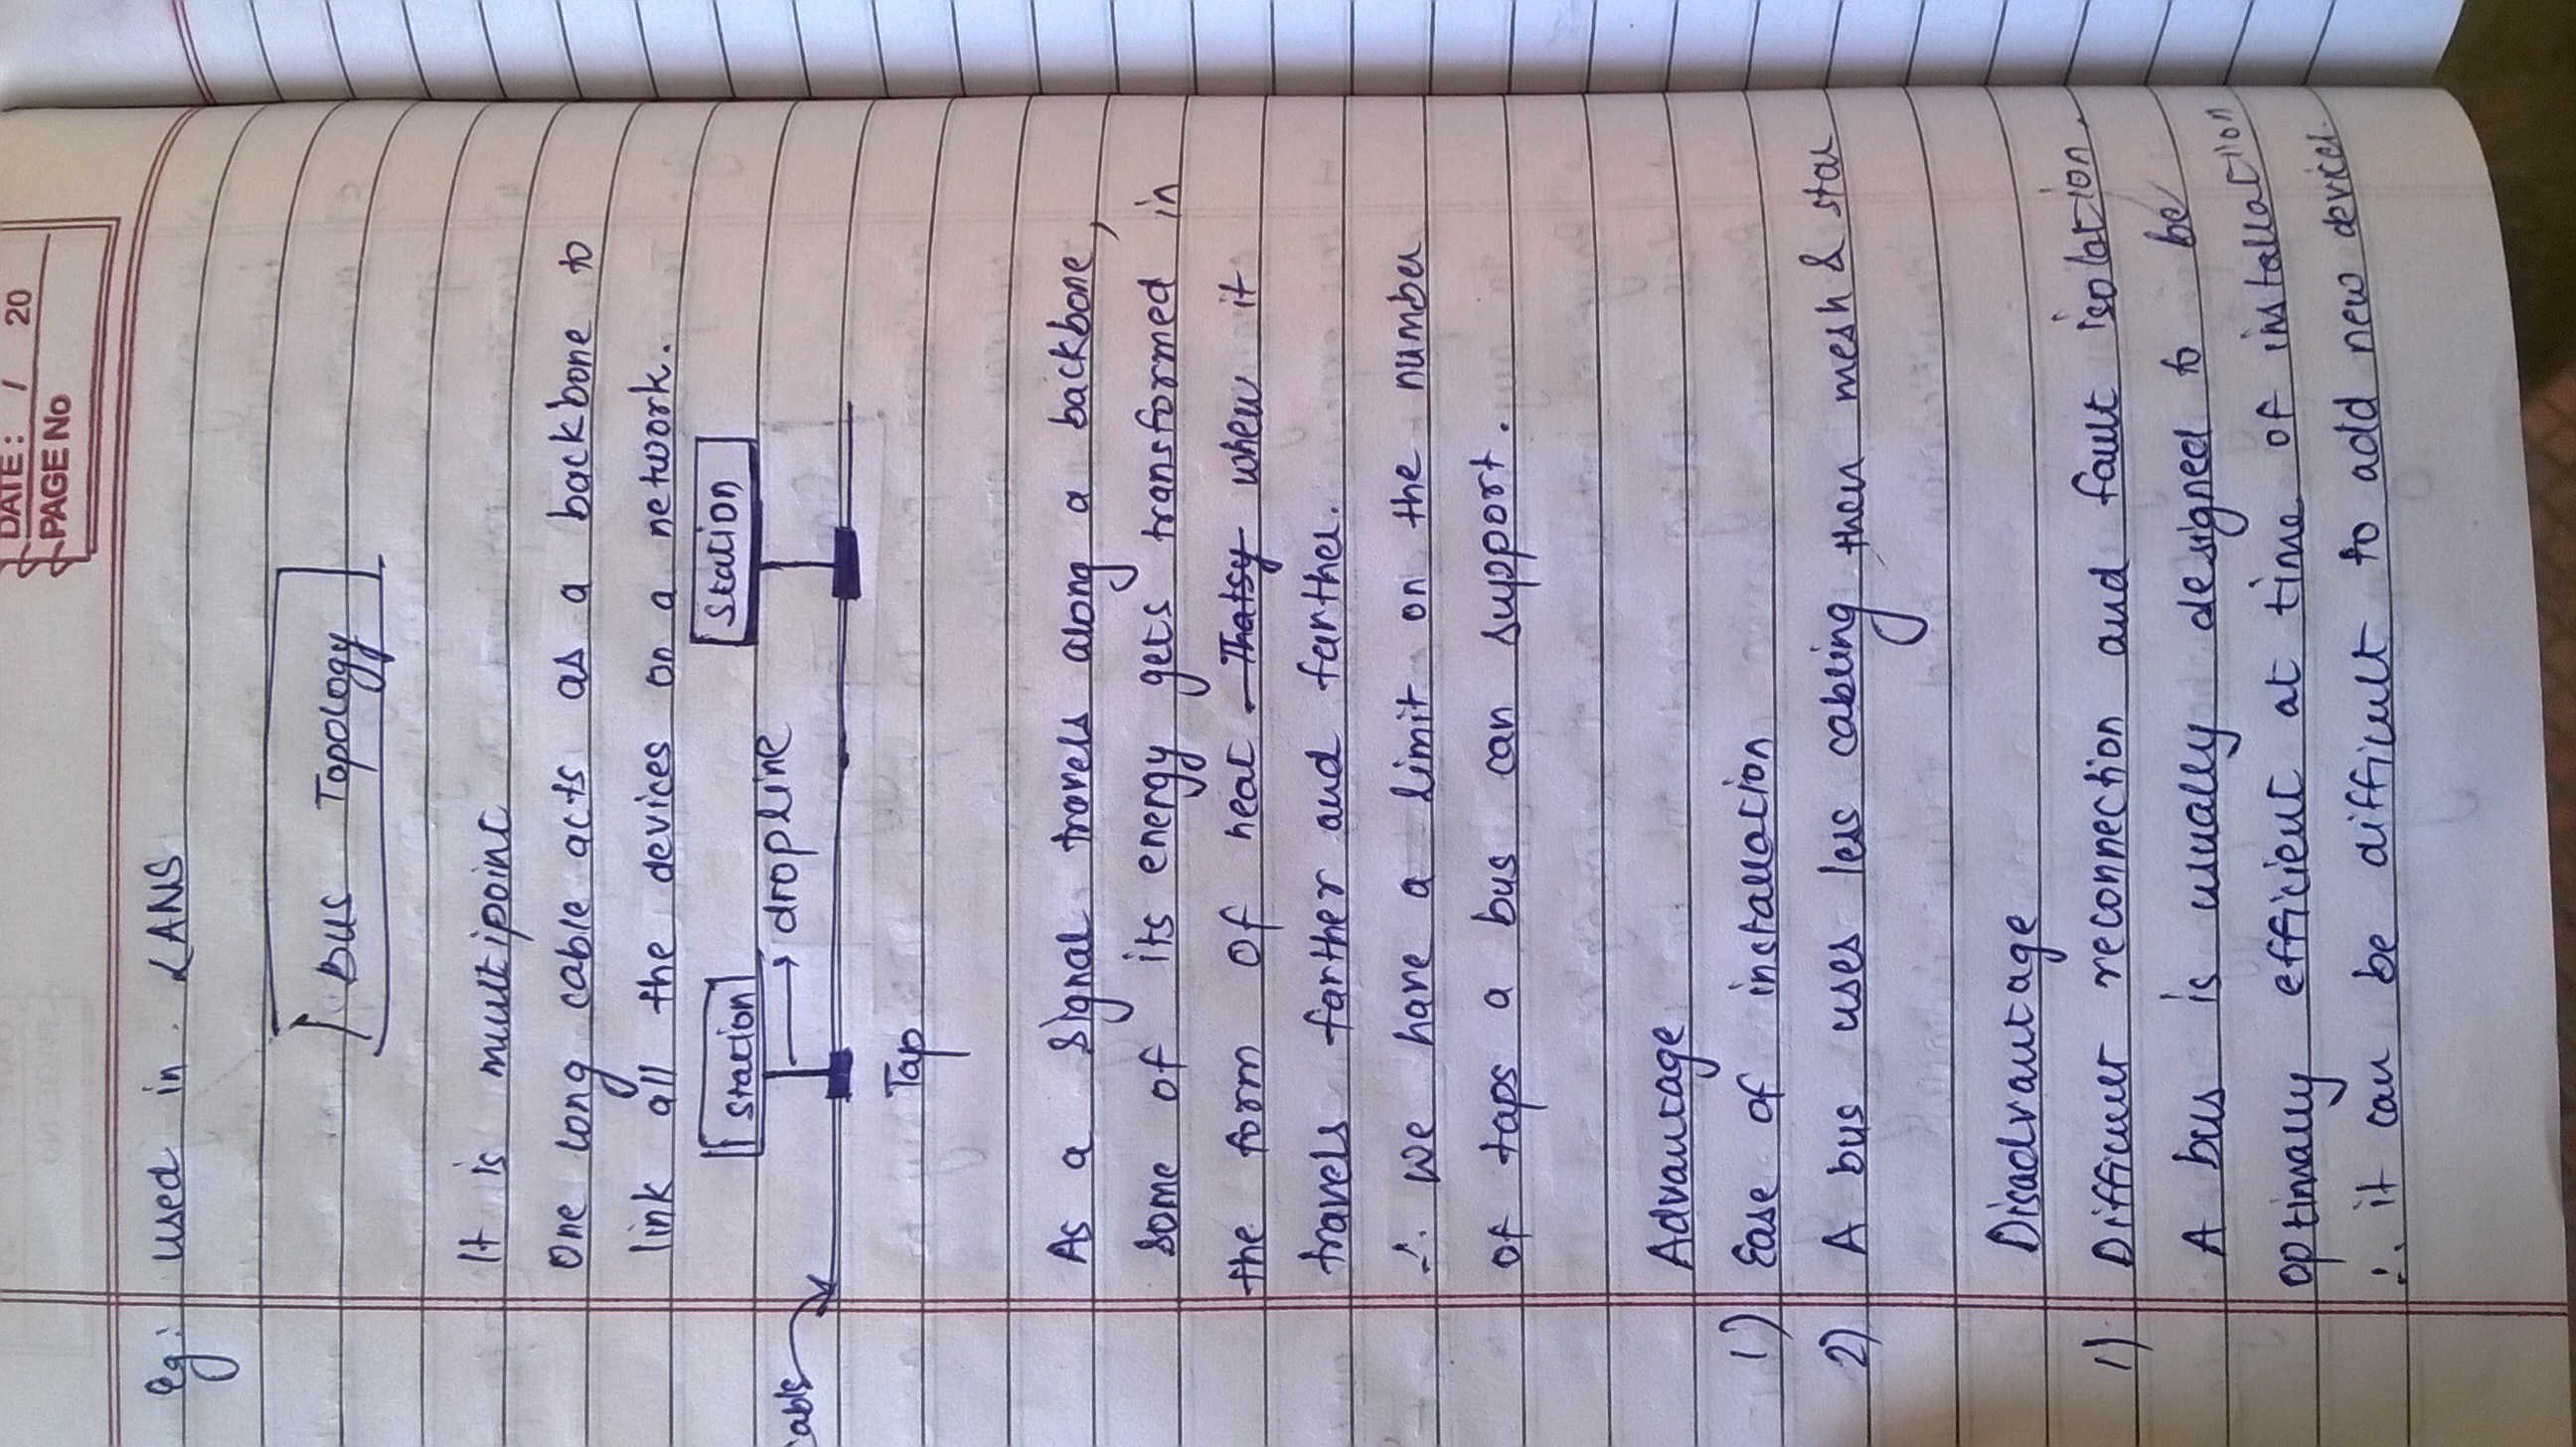 DATE: / 20
PAGE No
Eg: used in LANS
Bus Topology
It is multipoint
One long cable acts as a backbone to
link all the devices on a network.
Station Station
dropline
cable
Tap
As a signal travels along a backbone,
some of its energy gets transformed in
the form of heat Thatsy when it
travels farther and farther.
∴ We have a limit on the number
of taps a bus can support.
Advantage
1) Ease of installation
2) A bus uses less cabling then mesh & star
Disadvantage
1) Difficult reconnection and fault isolation.
A bus is usually designed to be
optimally efficient at time of installation
∴ it can be difficult to add new devices.